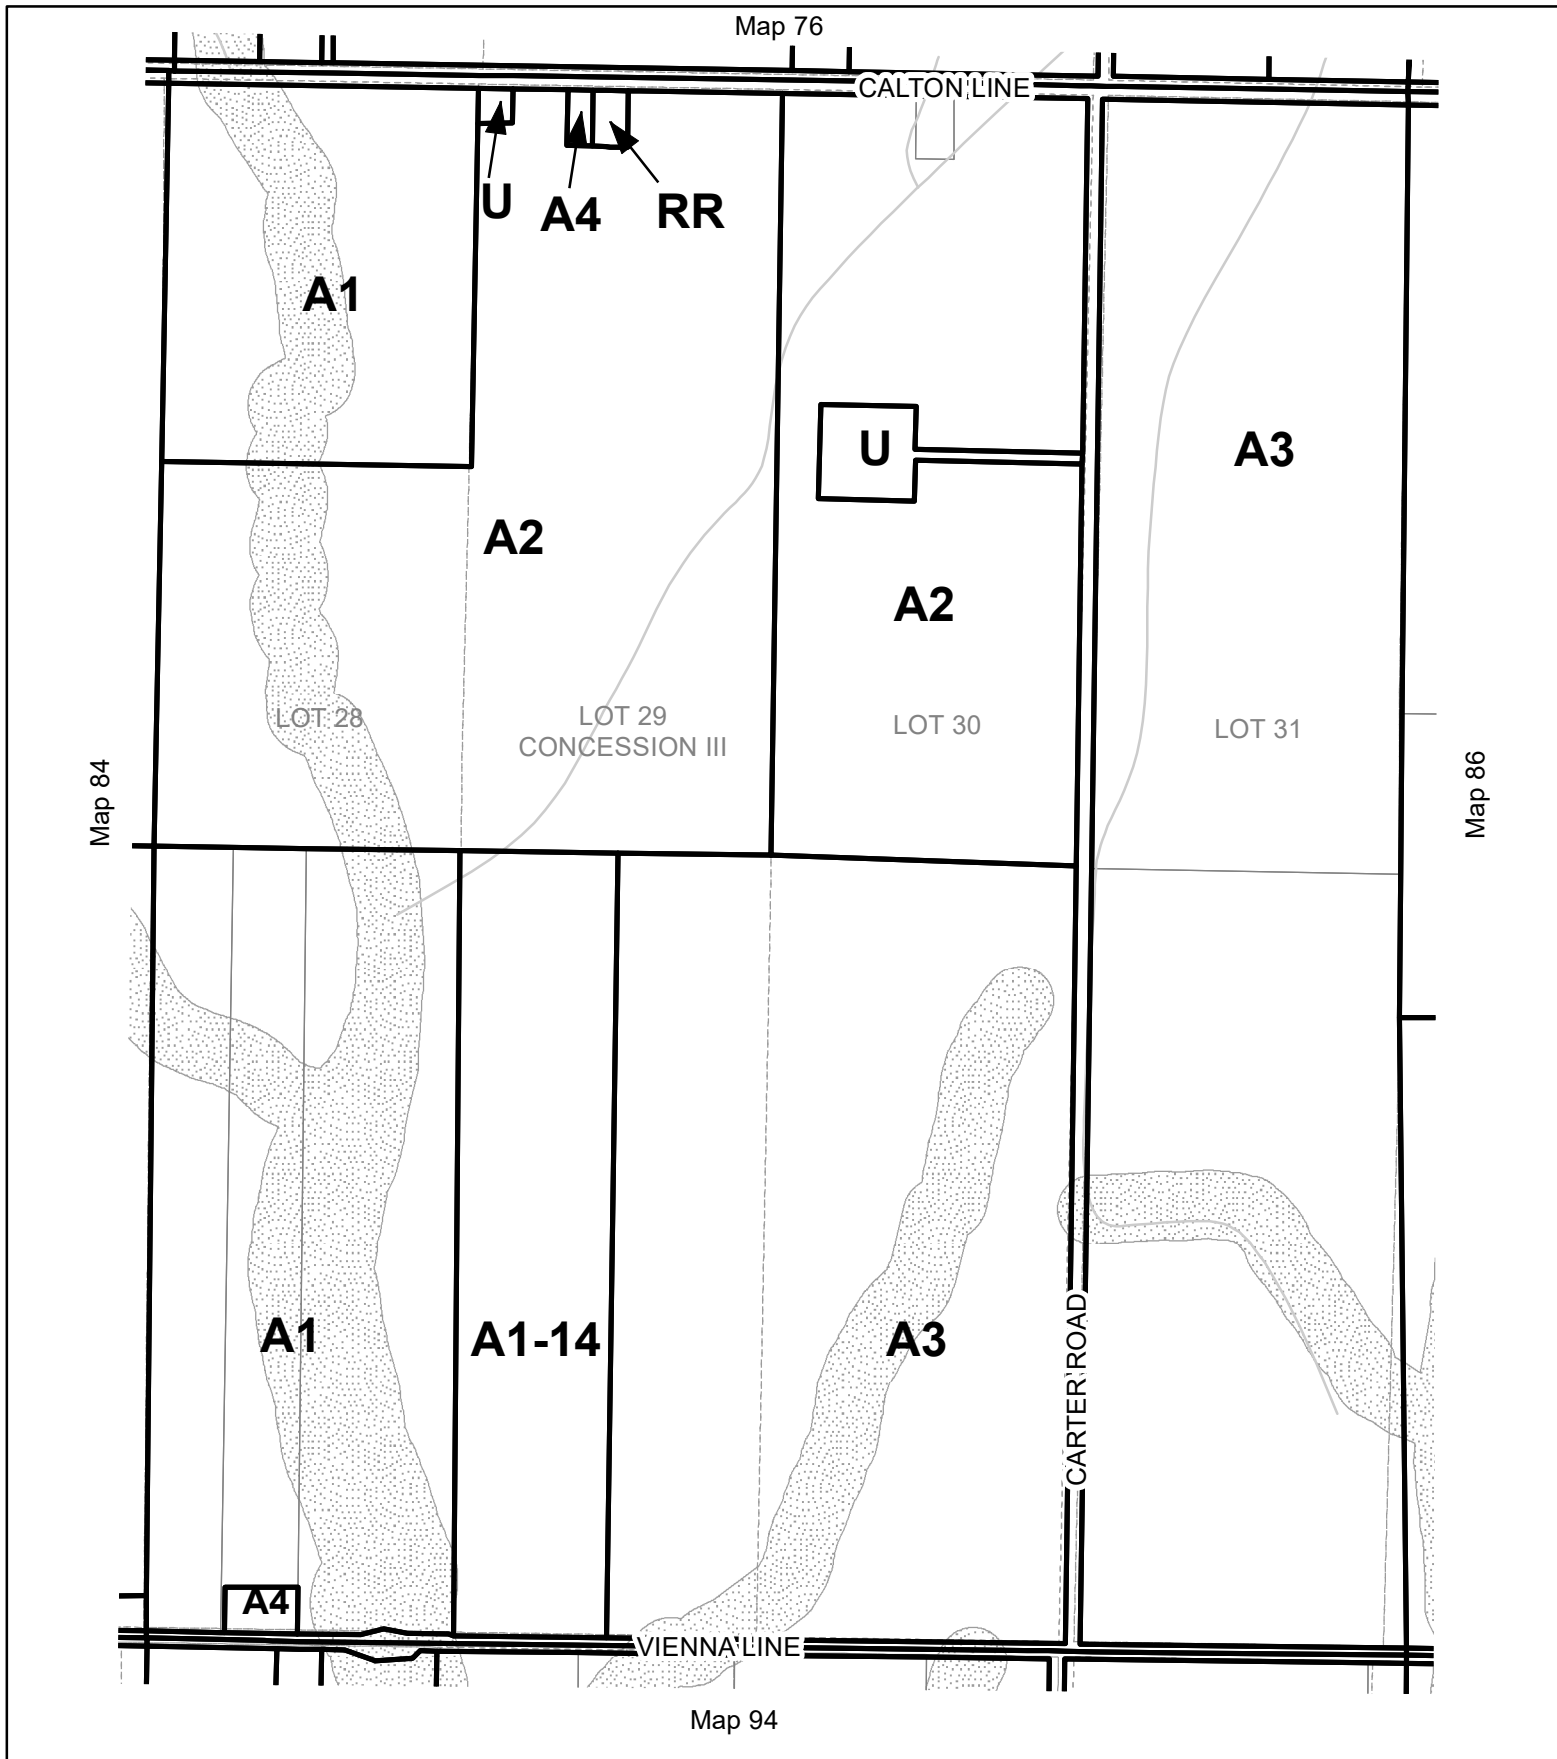 Map 76
CALTON LINE
U
A4
RR
A1
U
A3
A2
A2
LOT 28
LOT 29
CONCESSION III
LOT 30
LOT 31
Map 84
Map 86
A1
A1-14
A3
CARTER ROAD
A4
VIENNA LINE
Map 94